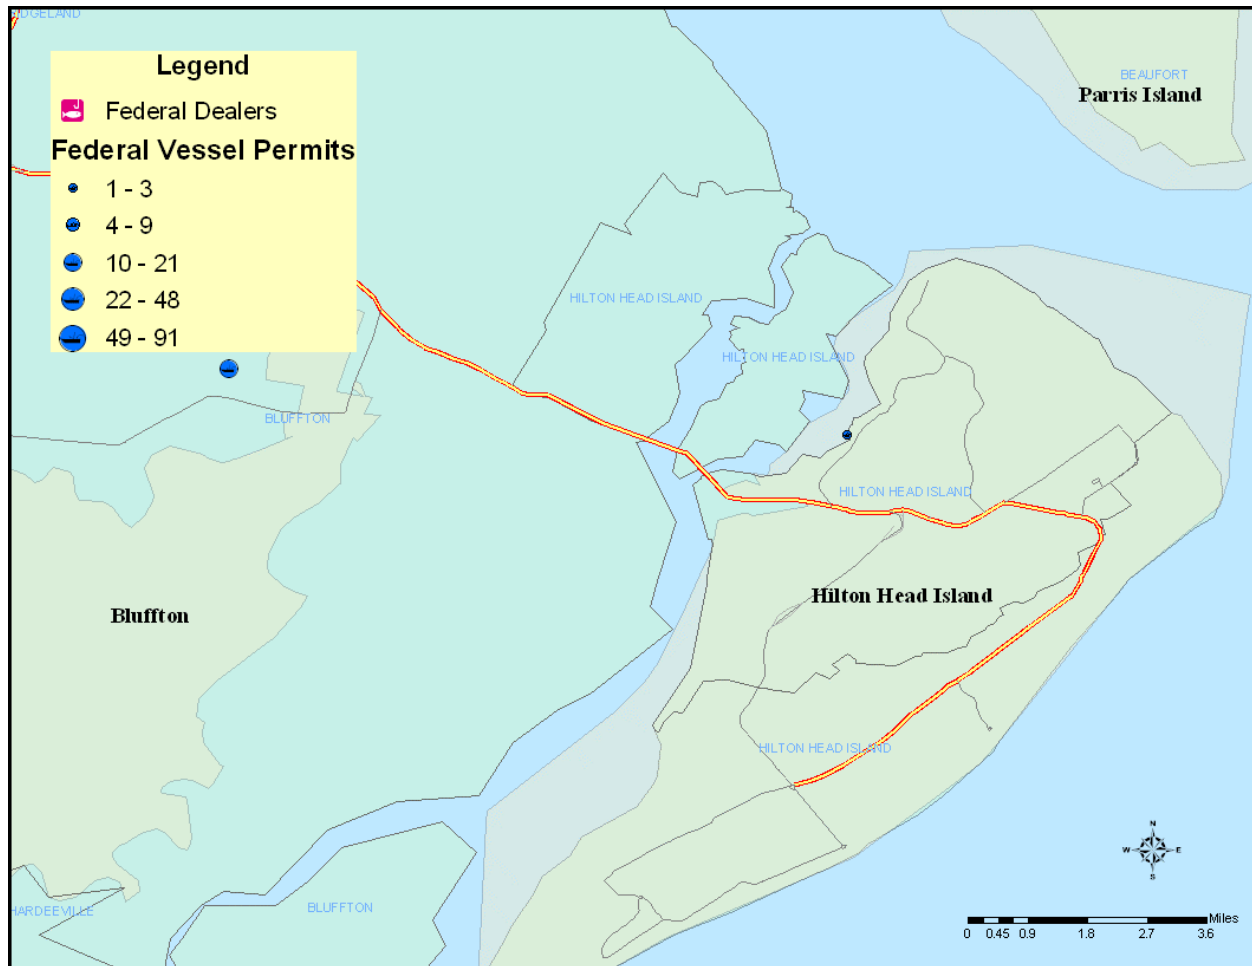 RIDGELAND
Legend
Federal Dealers
Federal Vessel Permits
1 - 3
4 - 9
10 - 21
22 - 48
49 - 91
BEAUFORT
Parris Island
HILTON HEAD ISLAND
HILTON HEAD ISLAND
BLUFFTON
HILTON HEAD ISLAND
Hilton Head Island
Bluffton
HILTON HEAD ISLAND
N
W E
S
HARDEEVILLE
BLUFFTON
Miles
0 0.45 0.9 1.8 2.7 3.6